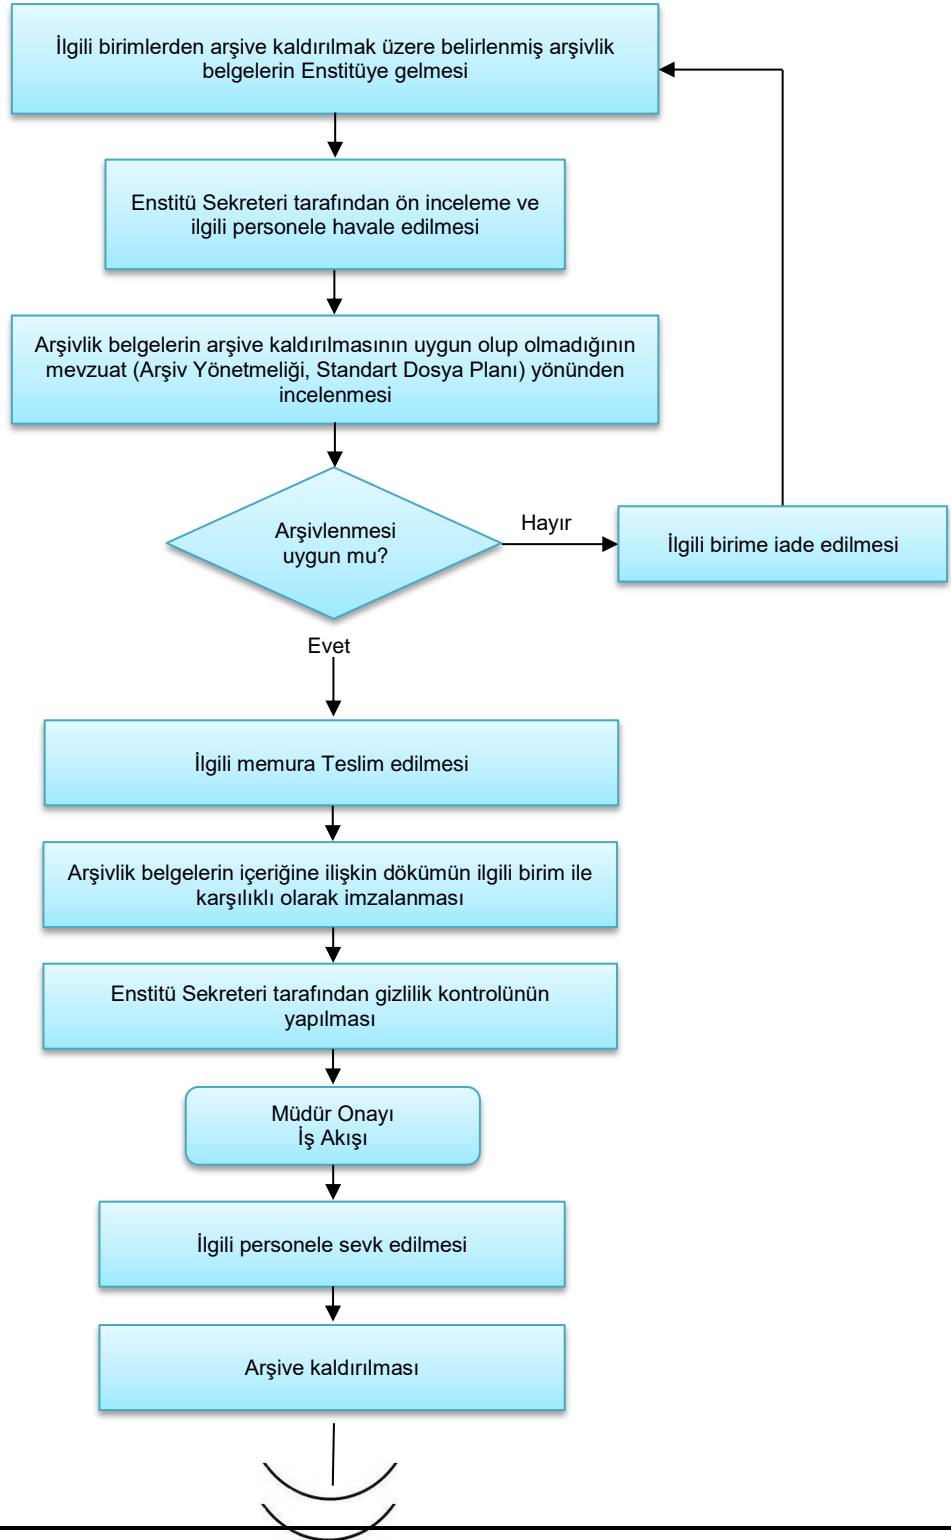 İlgili birimlerden arşive kaldırılmak üzere belirlenmiş arşivlik
belgelerin Enstitüye gelmesi
Enstitü Sekreteri tarafından ön inceleme ve
ilgili personele havale edilmesi
Arşivlik belgelerin arşive kaldırılmasının uygun olup olmadığının
mevzuat (Arşiv Yönetmeliği, Standart Dosya Planı) yönünden
incelenmesi
Arşivlenmesi
uygun mu?
Hayır
İlgili birime iade edilmesi
Evet
İlgili memura Teslim edilmesi
Arşivlik belgelerin içeriğine ilişkin dökümün ilgili birim ile
karşılıklı olarak imzalanması
Enstitü Sekreteri tarafından gizlilik kontrolünün
yapılması
Müdür Onayı
İş Akışı
İlgili personele sevk edilmesi
Arşive kaldırılması